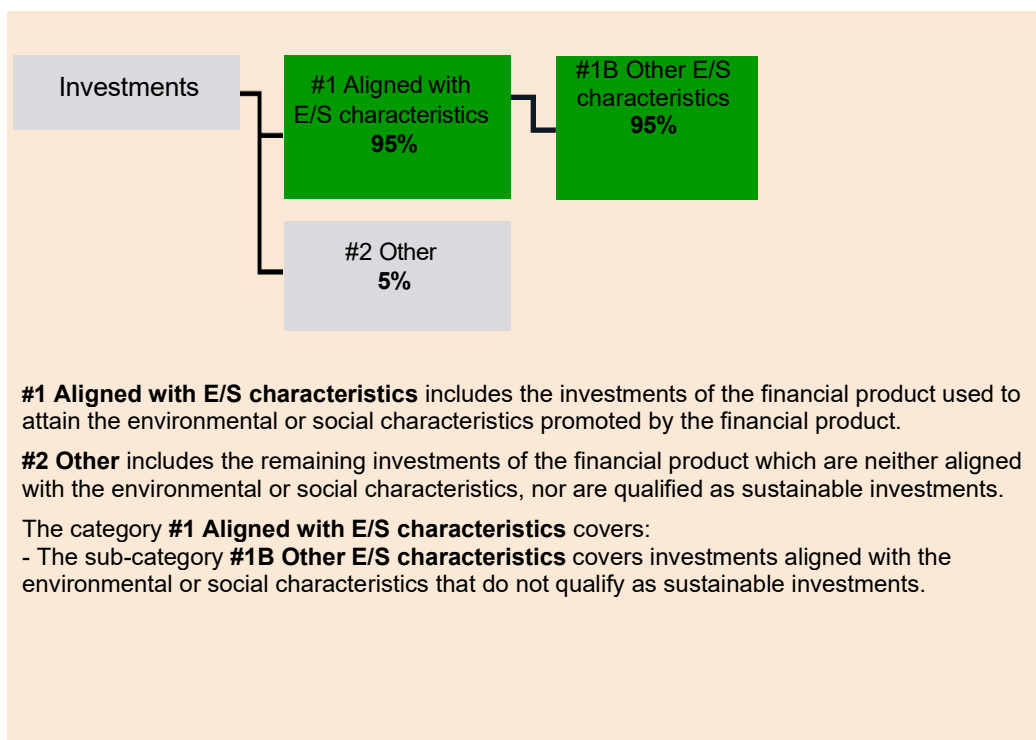 Investments
#1 Aligned with
E/S characteristics
95%
#1B Other E/S
characteristics
95%
#2 Other
5%
#1 Aligned with E/S characteristics includes the investments of the financial product used to
attain the environmental or social characteristics promoted by the financial product.
#2 Other includes the remaining investments of the financial product which are neither aligned
with the environmental or social characteristics, nor are qualified as sustainable investments.
The category #1 Aligned with E/S characteristics covers:
- The sub-category #1B Other E/S characteristics covers investments aligned with the
environmental or social characteristics that do not qualify as sustainable investments.